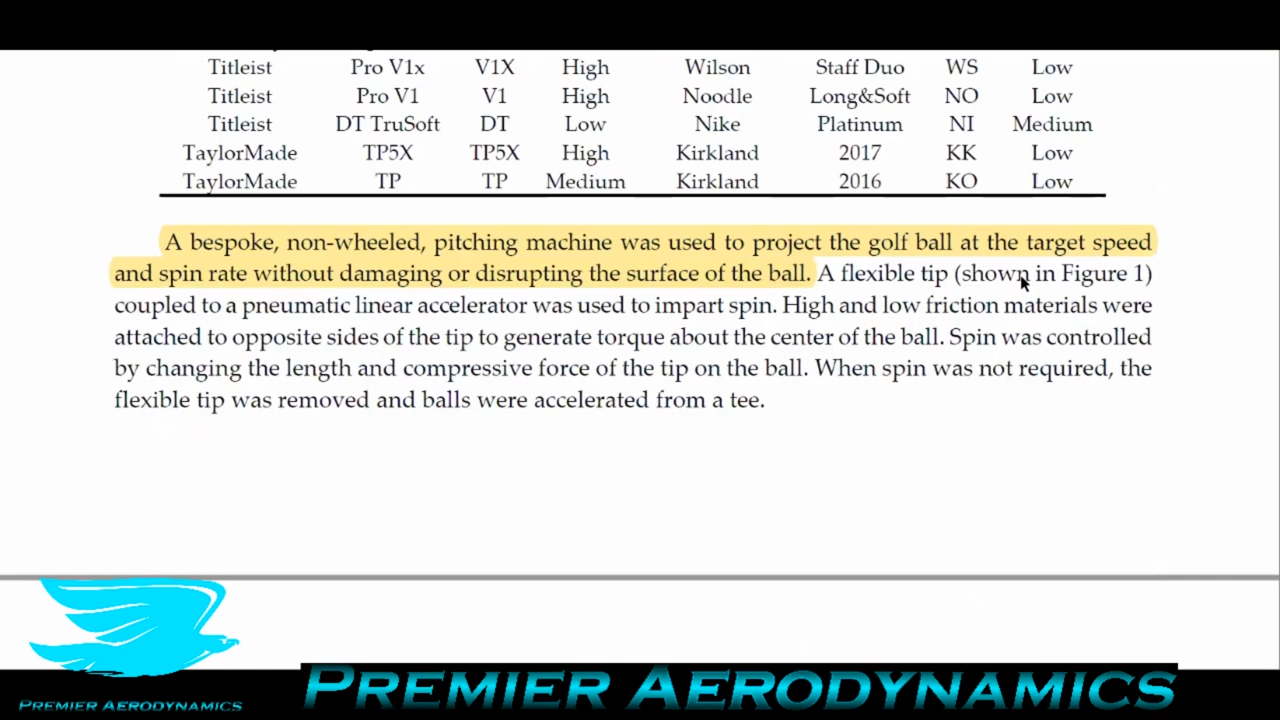 Titleist Pro V1x V1X High Wilson Staff Duo WS Low
Titleist Pro V1 V1 High Noodle Long&Soft NO Low
Titleist DT TruSoft DT Low Nike Platinum NI Medium
TaylorMade TP5X TP5X High Kirkland 2017 KK Low
TaylorMade TP TP Medium Kirkland 2016 KO Low
A bespoke, non-wheeled, pitching machine was used to project the golf ball at the target speed
and spin rate without damaging or disrupting the surface of the ball. A flexible tip (shown in Figure 1)
coupled to a pneumatic linear accelerator was used to impart spin. High and low friction materials were
attached to opposite sides of the tip to generate torque about the center of the ball. Spin was controlled
by changing the length and compressive force of the tip on the ball. When spin was not required, the
flexible tip was removed and balls were accelerated from a tee.
PREMIER AERODYNAMICS
PREMIER AERODYNAMICS